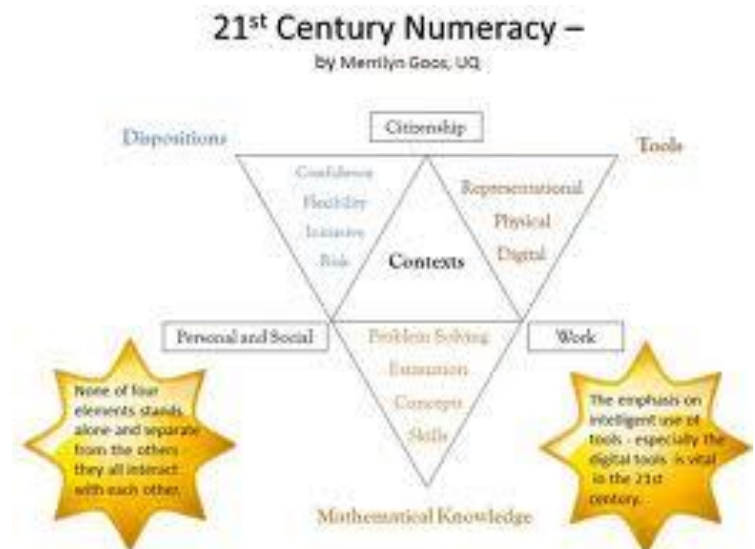 21st Century Numeracy –
by Merrilyn Goos, UQ
Citizenship
Dispositions
Tools
Confidence
Flexibility
Initiative
Risk
Representational
Physical
Digital
Contexts
Personal and Social
Work
Problem Solving
Estimation
Concepts
Skills
Mathematical Knowledge
None of four
elements stands
alone and separate
from the others -
they all interact
with each other.
The emphasis on
intelligent use of
tools - especially the
digital tools is vital
in the 21st
century.